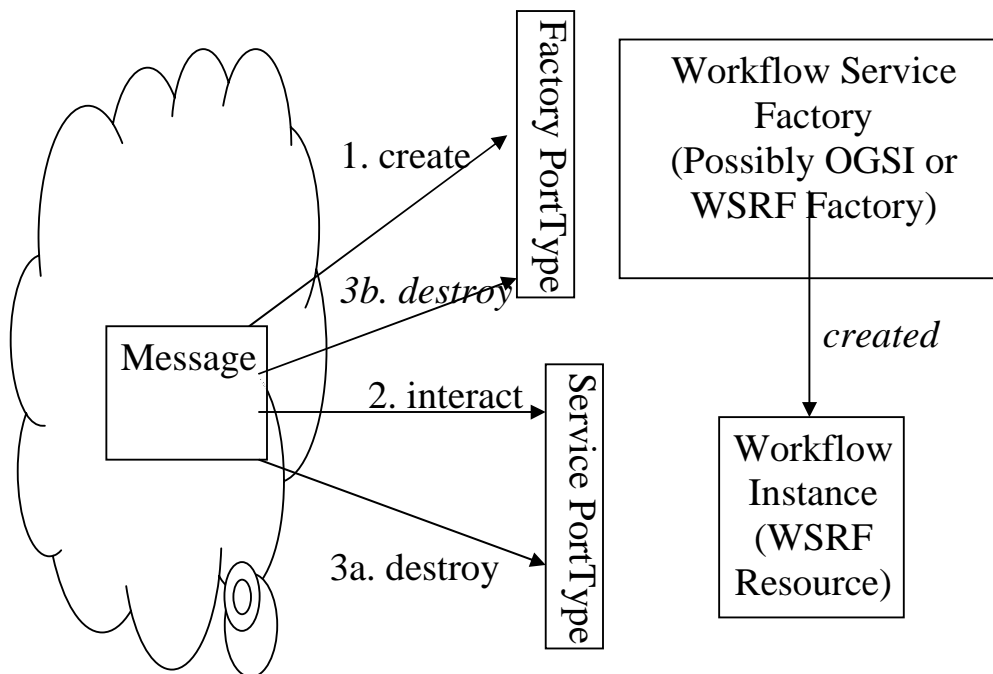 Factory PortType
Workflow Service
Factory
(Possibly OGSI or
WSRF Factory)
1. create
3b. destroy
created
Message
2. interact
Service PortType
Workflow
Instance
(WSRF
Resource)
3a. destroy